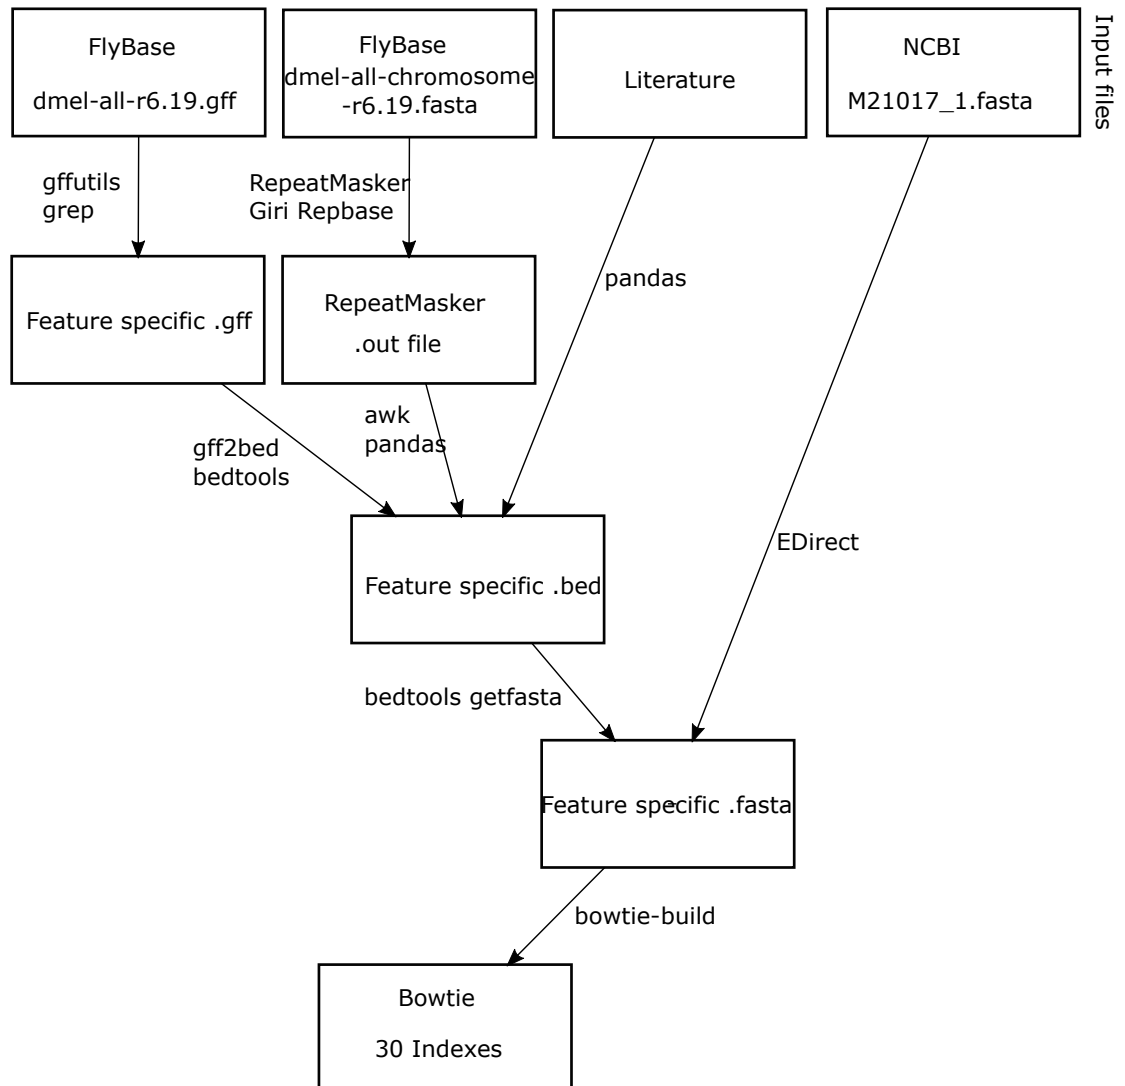 FlyBase
dmel-all-r6.19.gff
FlyBase
dmel-all-chromosome
-r6.19.fasta
Literature
NCBI
M21017_1.fasta
Input files
gffutils
grep
RepeatMasker
Giri Repbase
pandas
Feature specific .gff
RepeatMasker
.out file
gff2bed
bedtools
awk
pandas
EDirect
Feature specific .bed
bedtools getfasta
Feature specific .fasta
bowtie-build
Bowtie
30 Indexes